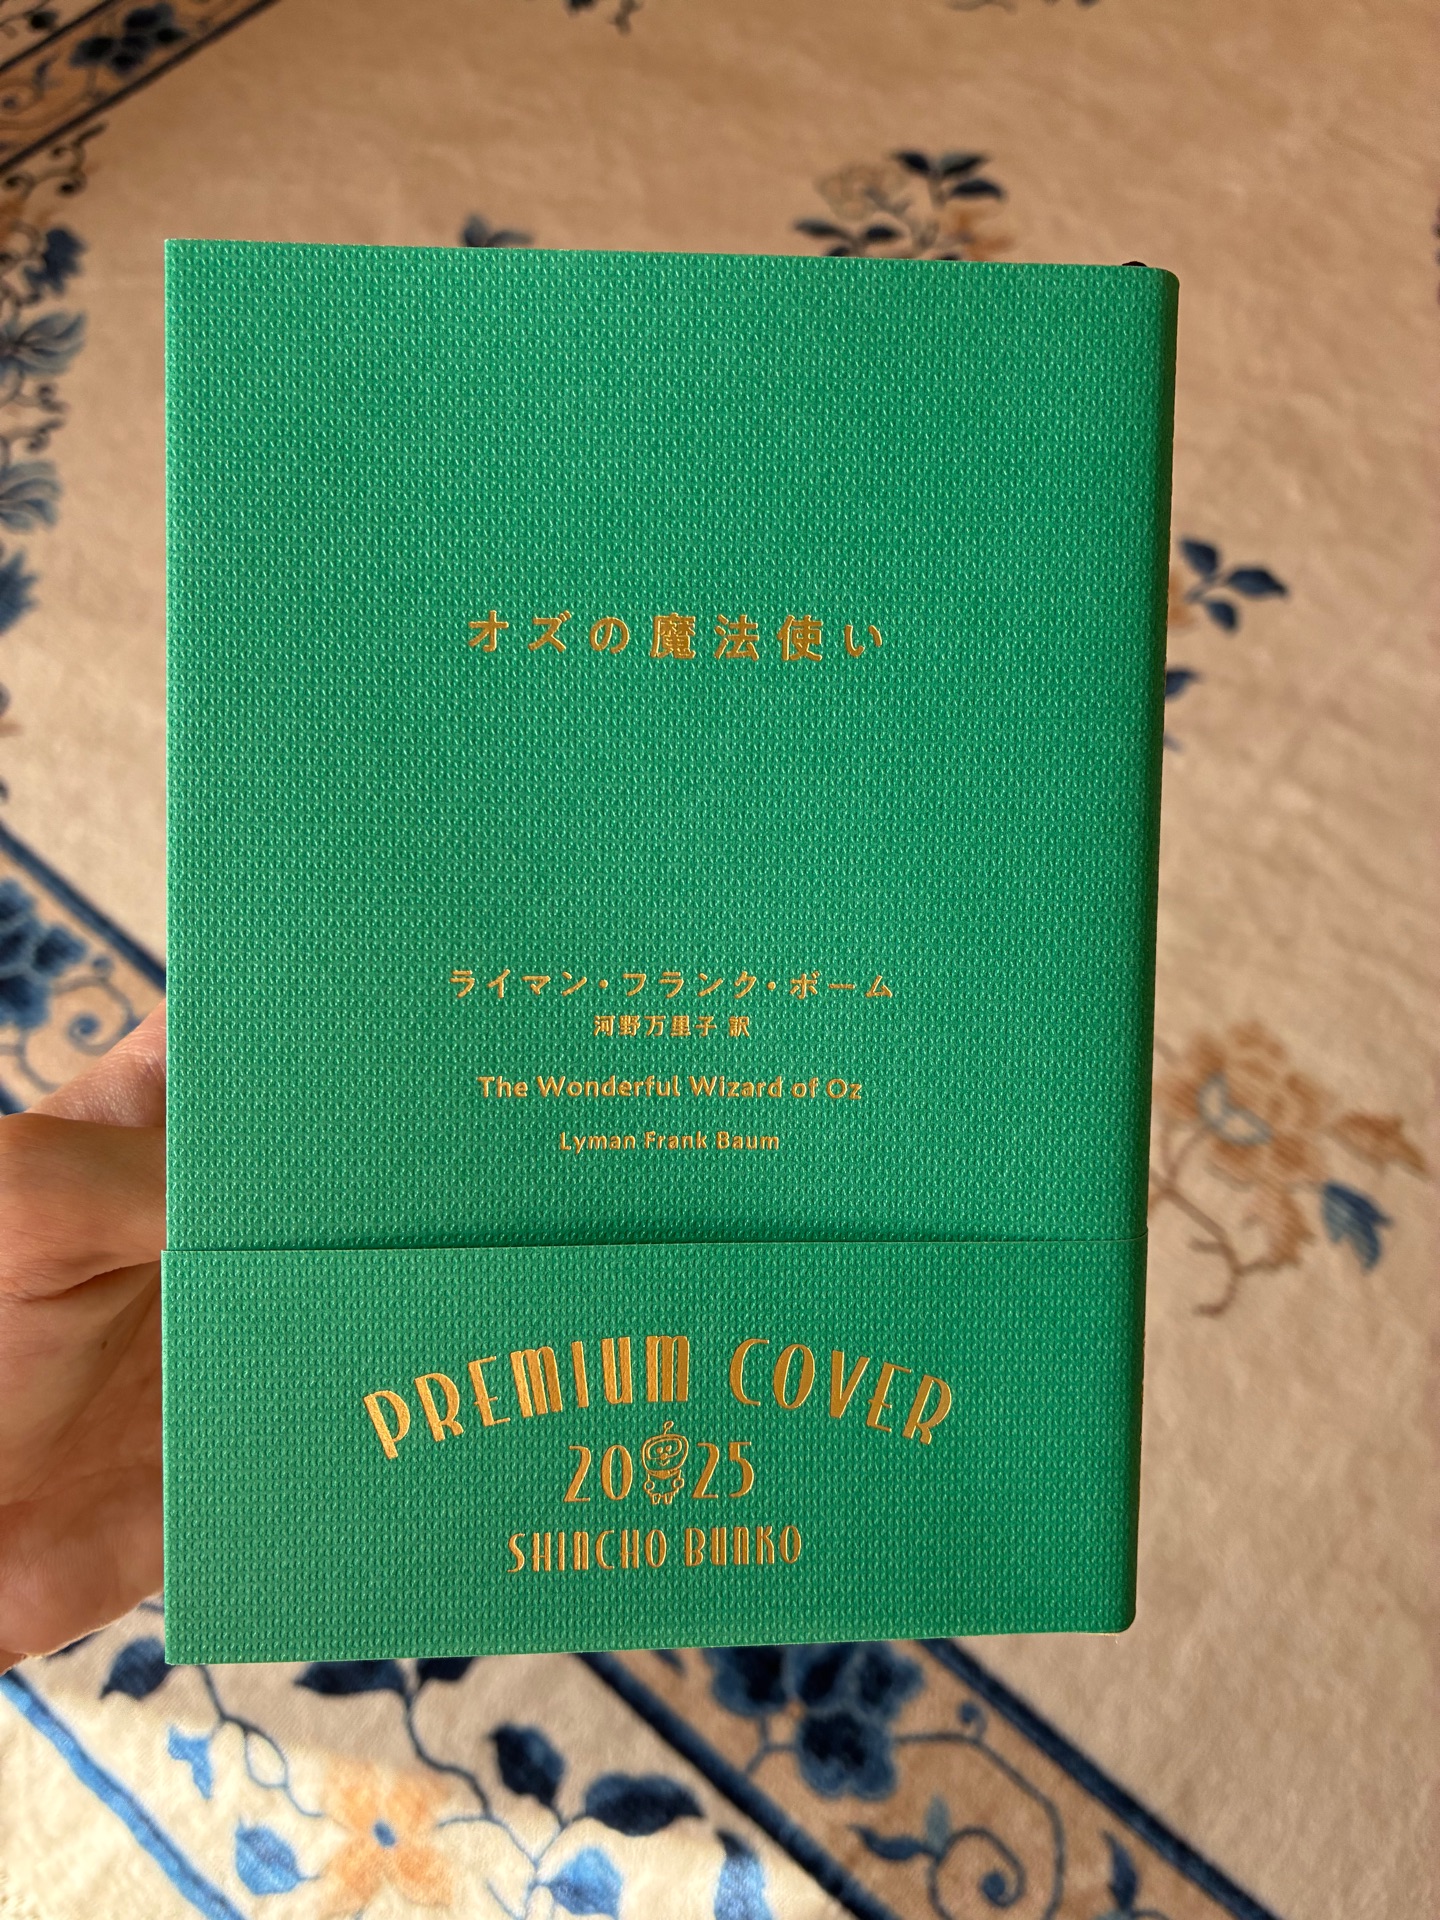 オズの魔法使い
ライマン・フランク・ボーム
河野万里子 訳
The Wonderful Wizard of Oz
Lyman Frank Baum
PREMIUM COVER
2025
SHINCHO BUNKO